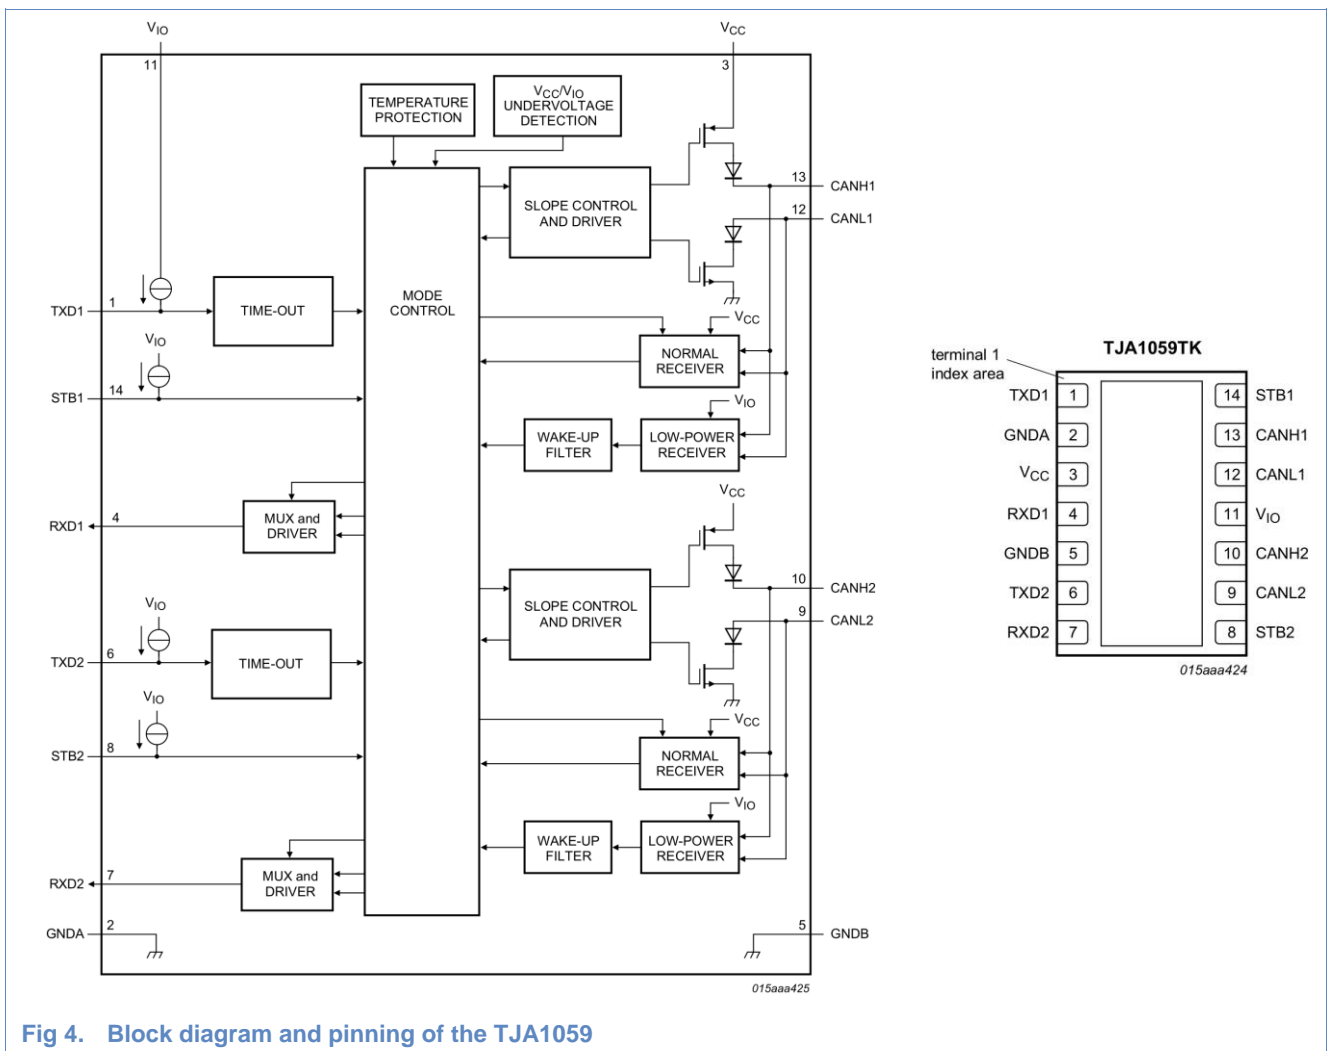 VIO
VCC
11
3
TEMPERATURE
PROTECTION
VCC/VIO
UNDERVOLTAGE
DETECTION
SLOPE CONTROL
AND DRIVER
13
CANH1
12
CANL1
MODE
CONTROL
TXD1
1
TIME-OUT
VIO
STB1
14
VCC
NORMAL
RECEIVER
VIO
WAKE-UP
FILTER
LOW-POWER
RECEIVER
RXD1
4
MUX and
DRIVER
VCC
SLOPE CONTROL
AND DRIVER
10
CANH2
9
CANL2
VIO
TXD2
6
TIME-OUT
VIO
STB2
8
VCC
NORMAL
RECEIVER
VIO
WAKE-UP
FILTER
LOW-POWER
RECEIVER
RXD2
7
MUX and
DRIVER
GNDA
2
5
GNDB
015aaa425
TJA1059TK
terminal 1
index area
TXD1 1 14 STB1
GNDA 2 13 CANH1
VCC 3 12 CANL1
RXD1 4 11 VIO
GNDB 5 10 CANH2
TXD2 6 9 CANL2
RXD2 7 8 STB2
015aaa424
Fig 4. Block diagram and pinning of the TJA1059